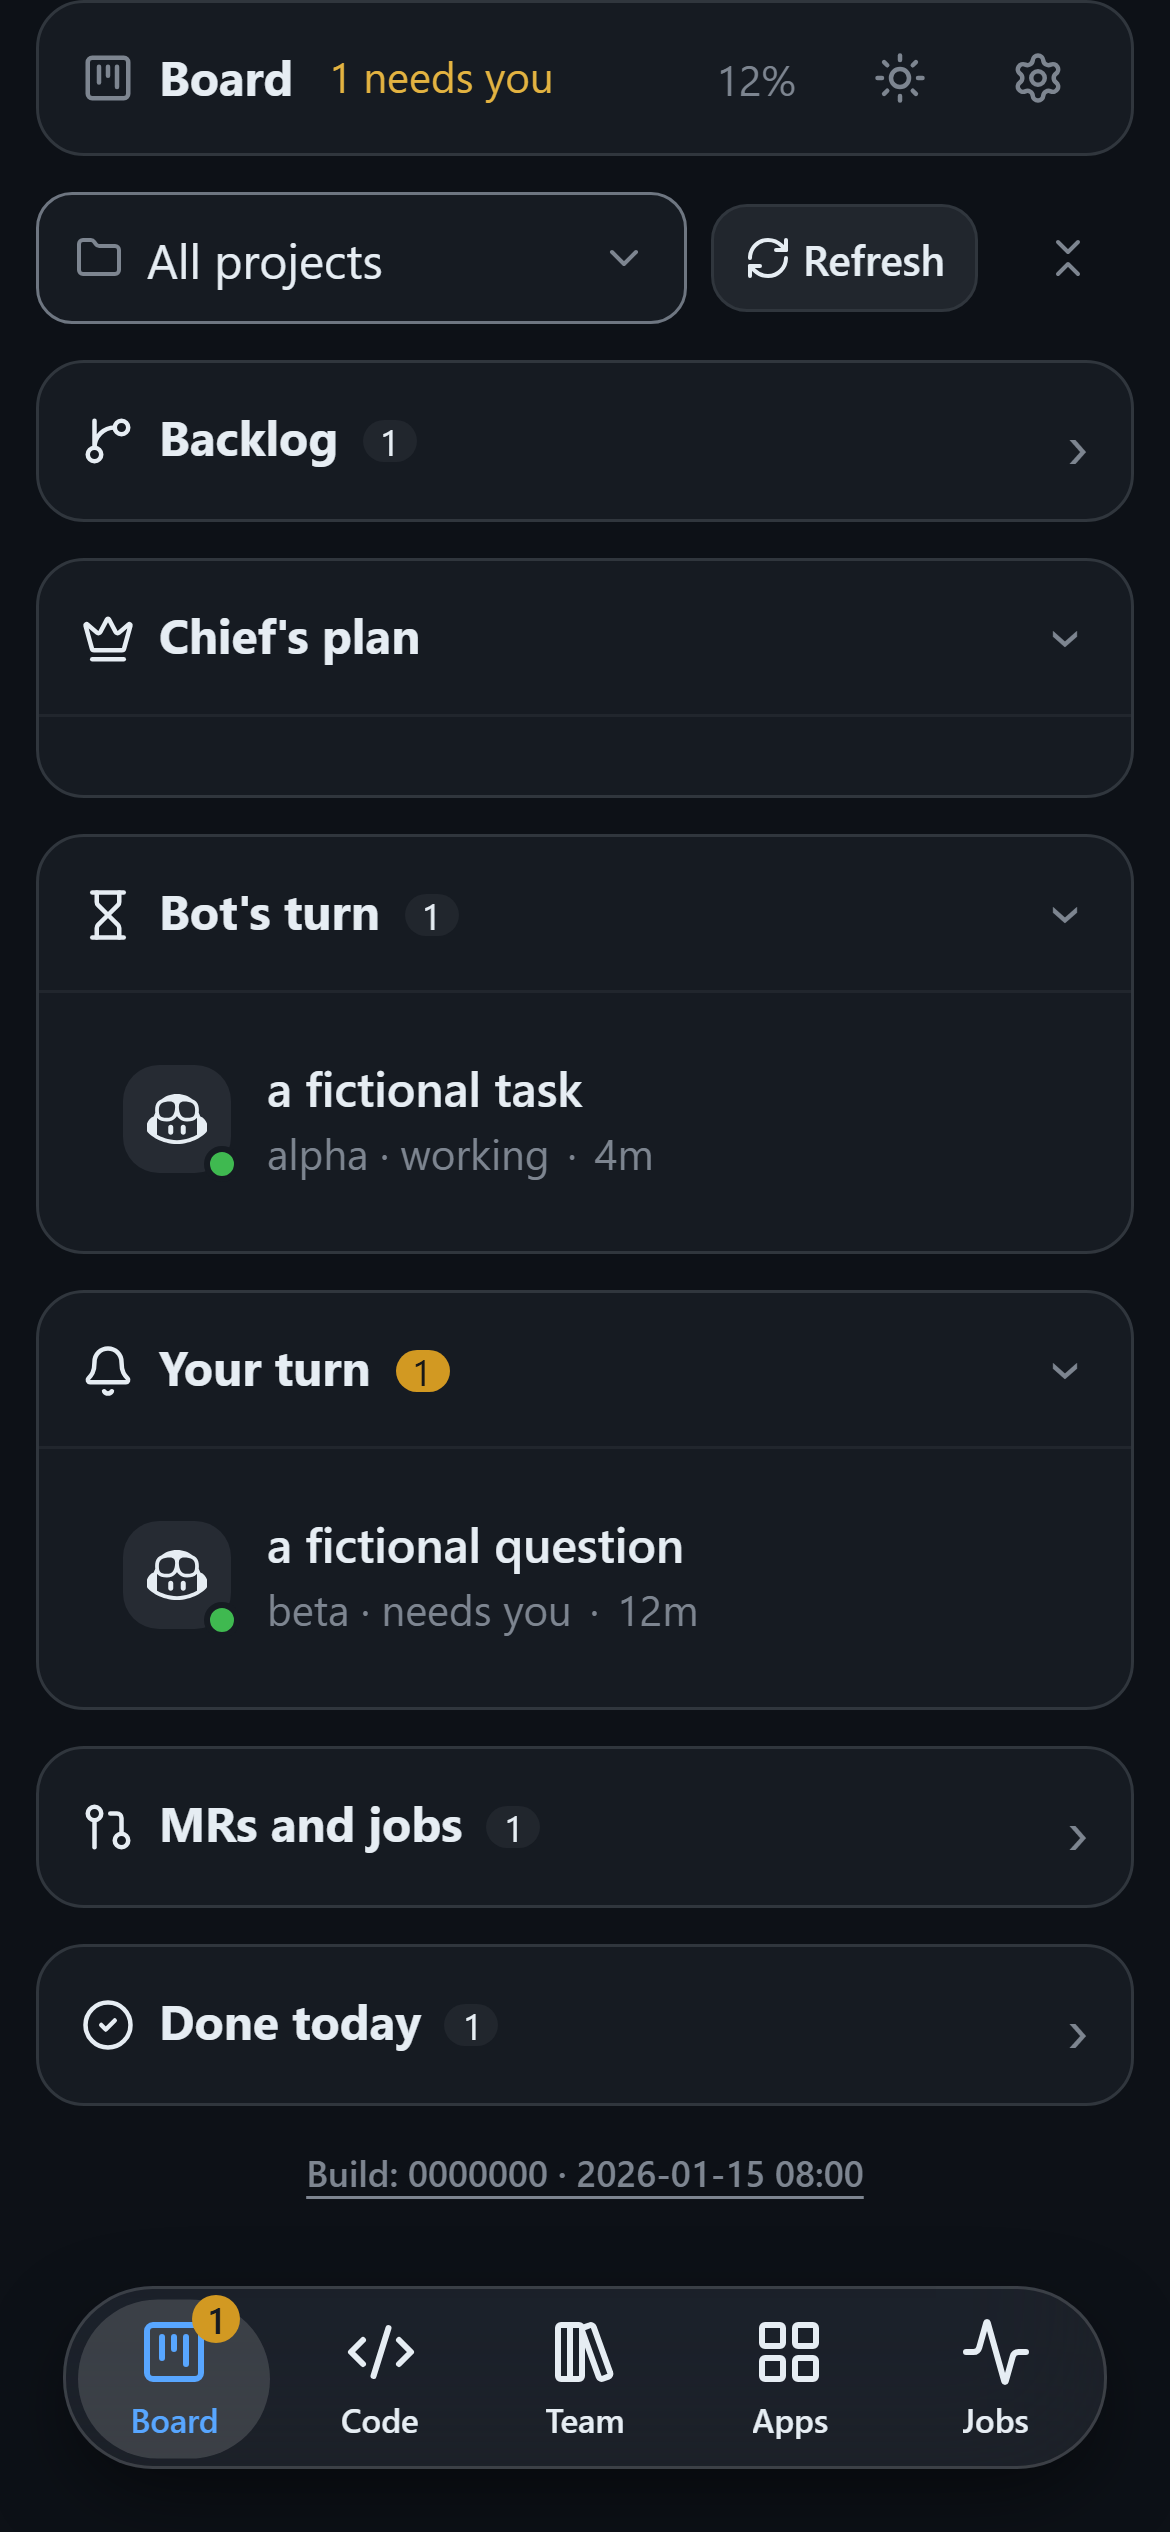 Board 1 needs you 12%
All projects Refresh
Backlog 1
Chief's plan
Bot's turn 1
a fictional task
alpha · working · 4m
Your turn 1
a fictional question
beta · needs you · 12m
MRs and jobs 1
Done today 1
Build: 0000000 · 2026-01-15 08:00
1
Board Code Team Apps Jobs